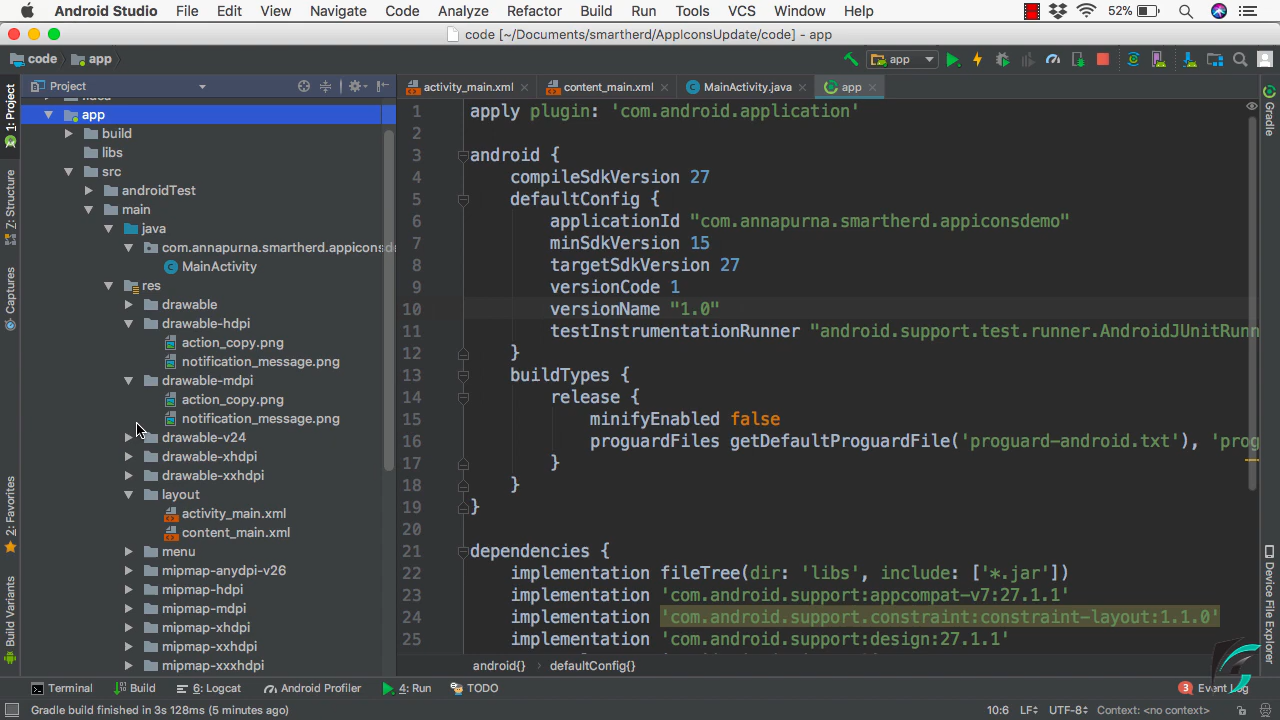 Android Studio File Edit View Navigate Code Analyze Refactor Build Run Tools VCS Window Help 52%
code [~/Documents/smartherd/AppIconsUpdate/code] - app
code app app
Project
activity_main.xml content_main.xml MainActivity.java app
1: Project
7: Structure
Captures
2: Favorites
Build Variants
app
build
libs
src
androidTest
main
java
com.annapurna.smartherd.appiconsde
MainActivity
res
drawable
drawable-hdpi
action_copy.png
notification_message.png
drawable-mdpi
action_copy.png
notification_message.png
drawable-v24
drawable-xhdpi
drawable-xxhdpi
layout
activity_main.xml
content_main.xml
menu
mipmap-anydpi-v26
mipmap-hdpi
mipmap-mdpi
mipmap-xhdpi
mipmap-xxhdpi
mipmap-xxxhdpi
1 apply plugin: 'com.android.application'
2
3 android {
4 compileSdkVersion 27
5 defaultConfig {
6 applicationId "com.annapurna.smartherd.appiconsdemo"
7 minSdkVersion 15
8 targetSdkVersion 27
9 versionCode 1
10 versionName "1.0"
11 testInstrumentationRunner "android.support.test.runner.AndroidJUnitRunn
12 }
13 buildTypes {
14 release {
15 minifyEnabled false
16 proguardFiles getDefaultProguardFile('proguard-android.txt'), 'prog
17 }
18 }
19 }
20
21 dependencies {
22 implementation fileTree(dir: 'libs', include: ['*.jar'])
23 implementation 'com.android.support:appcompat-v7:27.1.1'
24 implementation 'com.android.support.constraint:constraint-layout:1.1.0'
25 implementation 'com.android.support:design:27.1.1'
android{} › defaultConfig{}
Gradle
Device File Explorer
Terminal Build 6: Logcat Android Profiler 4: Run TODO 3 Event Log
Gradle build finished in 3s 128ms (5 minutes ago) 10:6 LF UTF-8 Context: <no context>